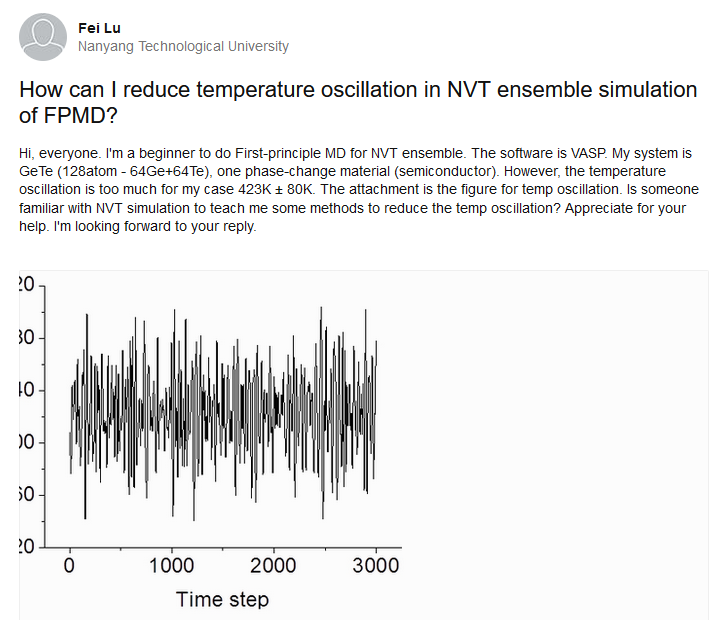 Fei Lu
Nanyang Technological University
How can I reduce temperature oscillation in NVT ensemble simulation
of FPMD?
Hi, everyone. I'm a beginner to do First-principle MD for NVT ensemble. The software is VASP. My system is
GeTe (128atom - 64Ge+64Te), one phase-change material (semiconductor). However, the temperature
oscillation is too much for my case 423K ± 80K. The attachment is the figure for temp oscillation. Is someone
familiar with NVT simulation to teach me some methods to reduce the temp oscillation? Appreciate for your
help. I'm looking forward to your reply.
20
80
40
00
60
20
0 1000 2000 3000
Time step